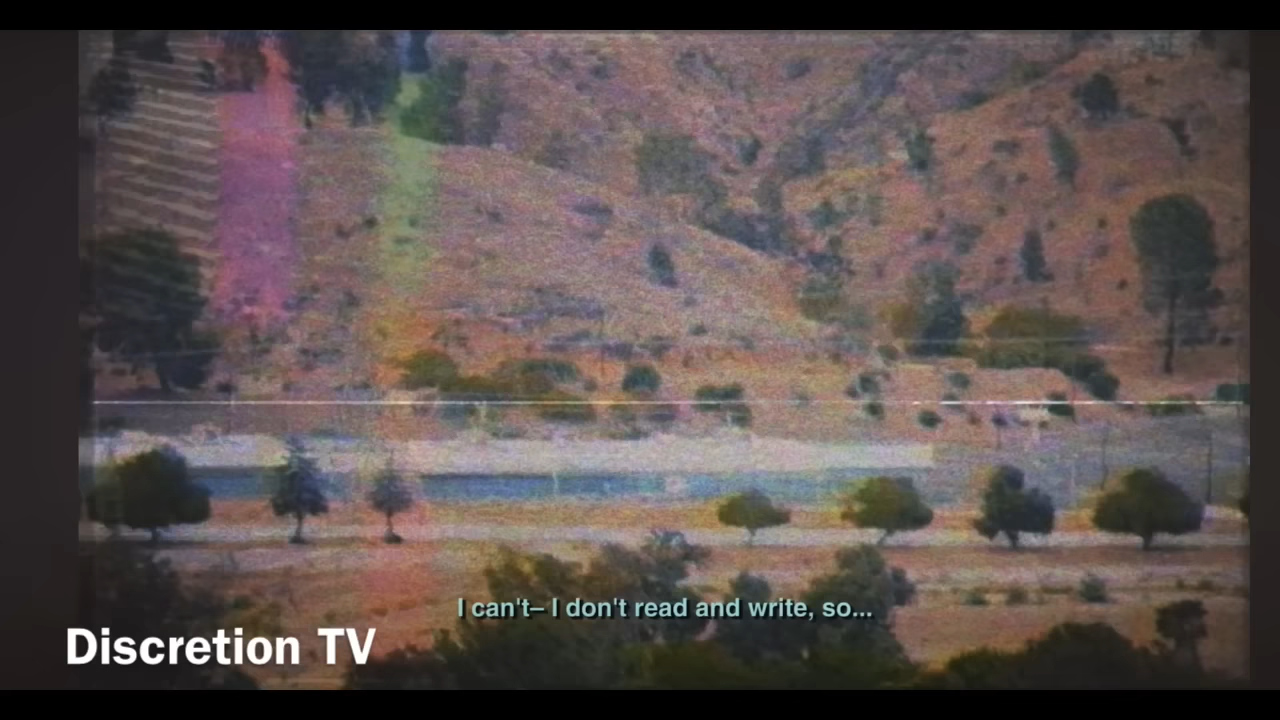 I can't– I don't read and write, so...
Discretion TV